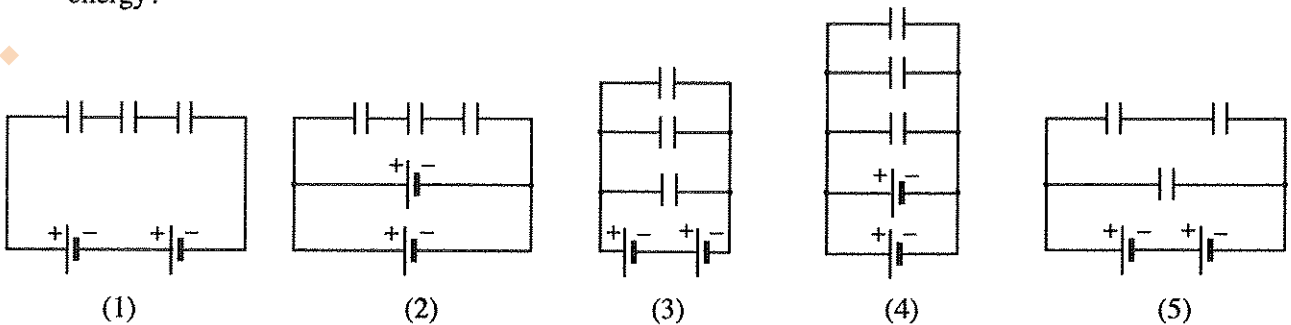 energy?
+ − + −
+ −
+ −
+ − + −
+ −
+ −
+ − + −
(1) (2) (3) (4) (5)